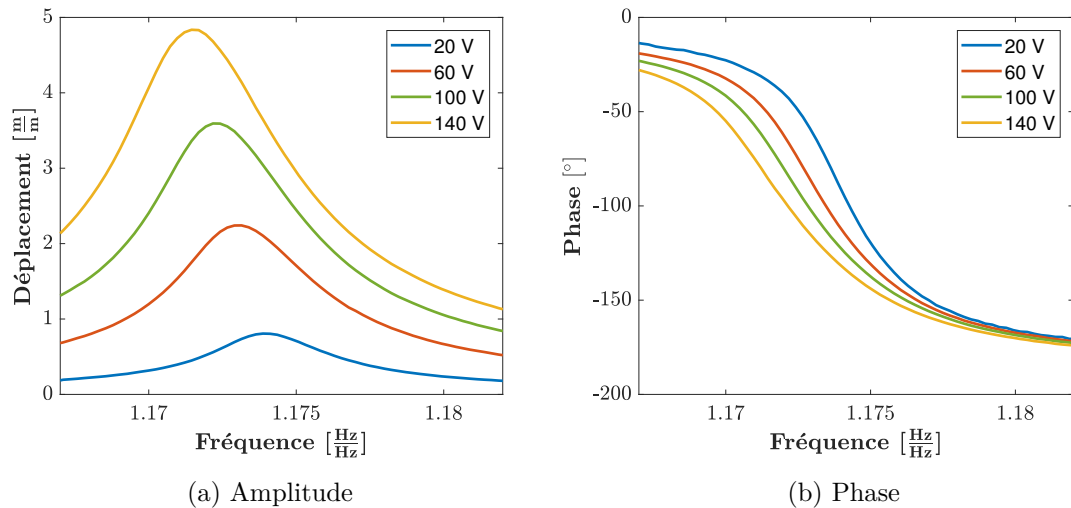 5
4
3
2
1
0
Déplacement [m/m]
1.17
1.175
1.18
Fréquence [Hz/Hz]
20 V
60 V
100 V
140 V
(a) Amplitude
0
-50
-100
-150
-200
Phase [°]
1.17
1.175
1.18
Fréquence [Hz/Hz]
20 V
60 V
100 V
140 V
(b) Phase